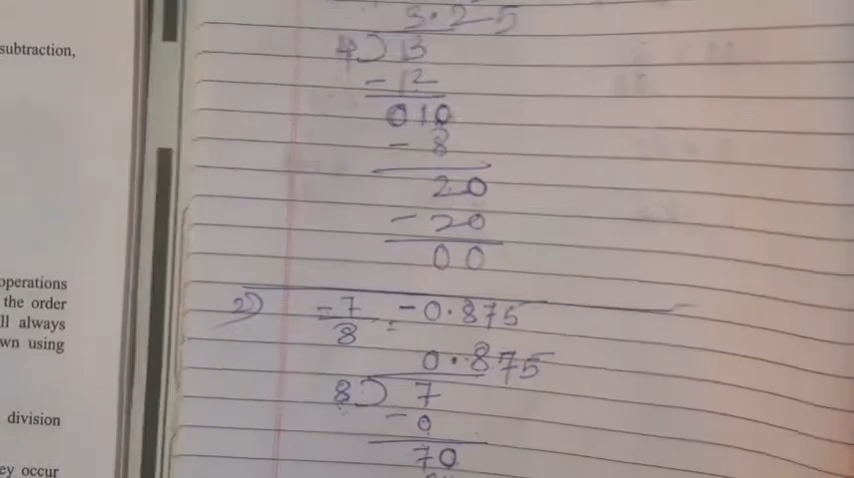 subtraction,
operations
the order
ll always
wn using
division
ey occur
3.25
4) 13
- 12
010
- 8
20
- 20
00
2) -7/8 = -0.875
0.875
8) 7
- 0
70